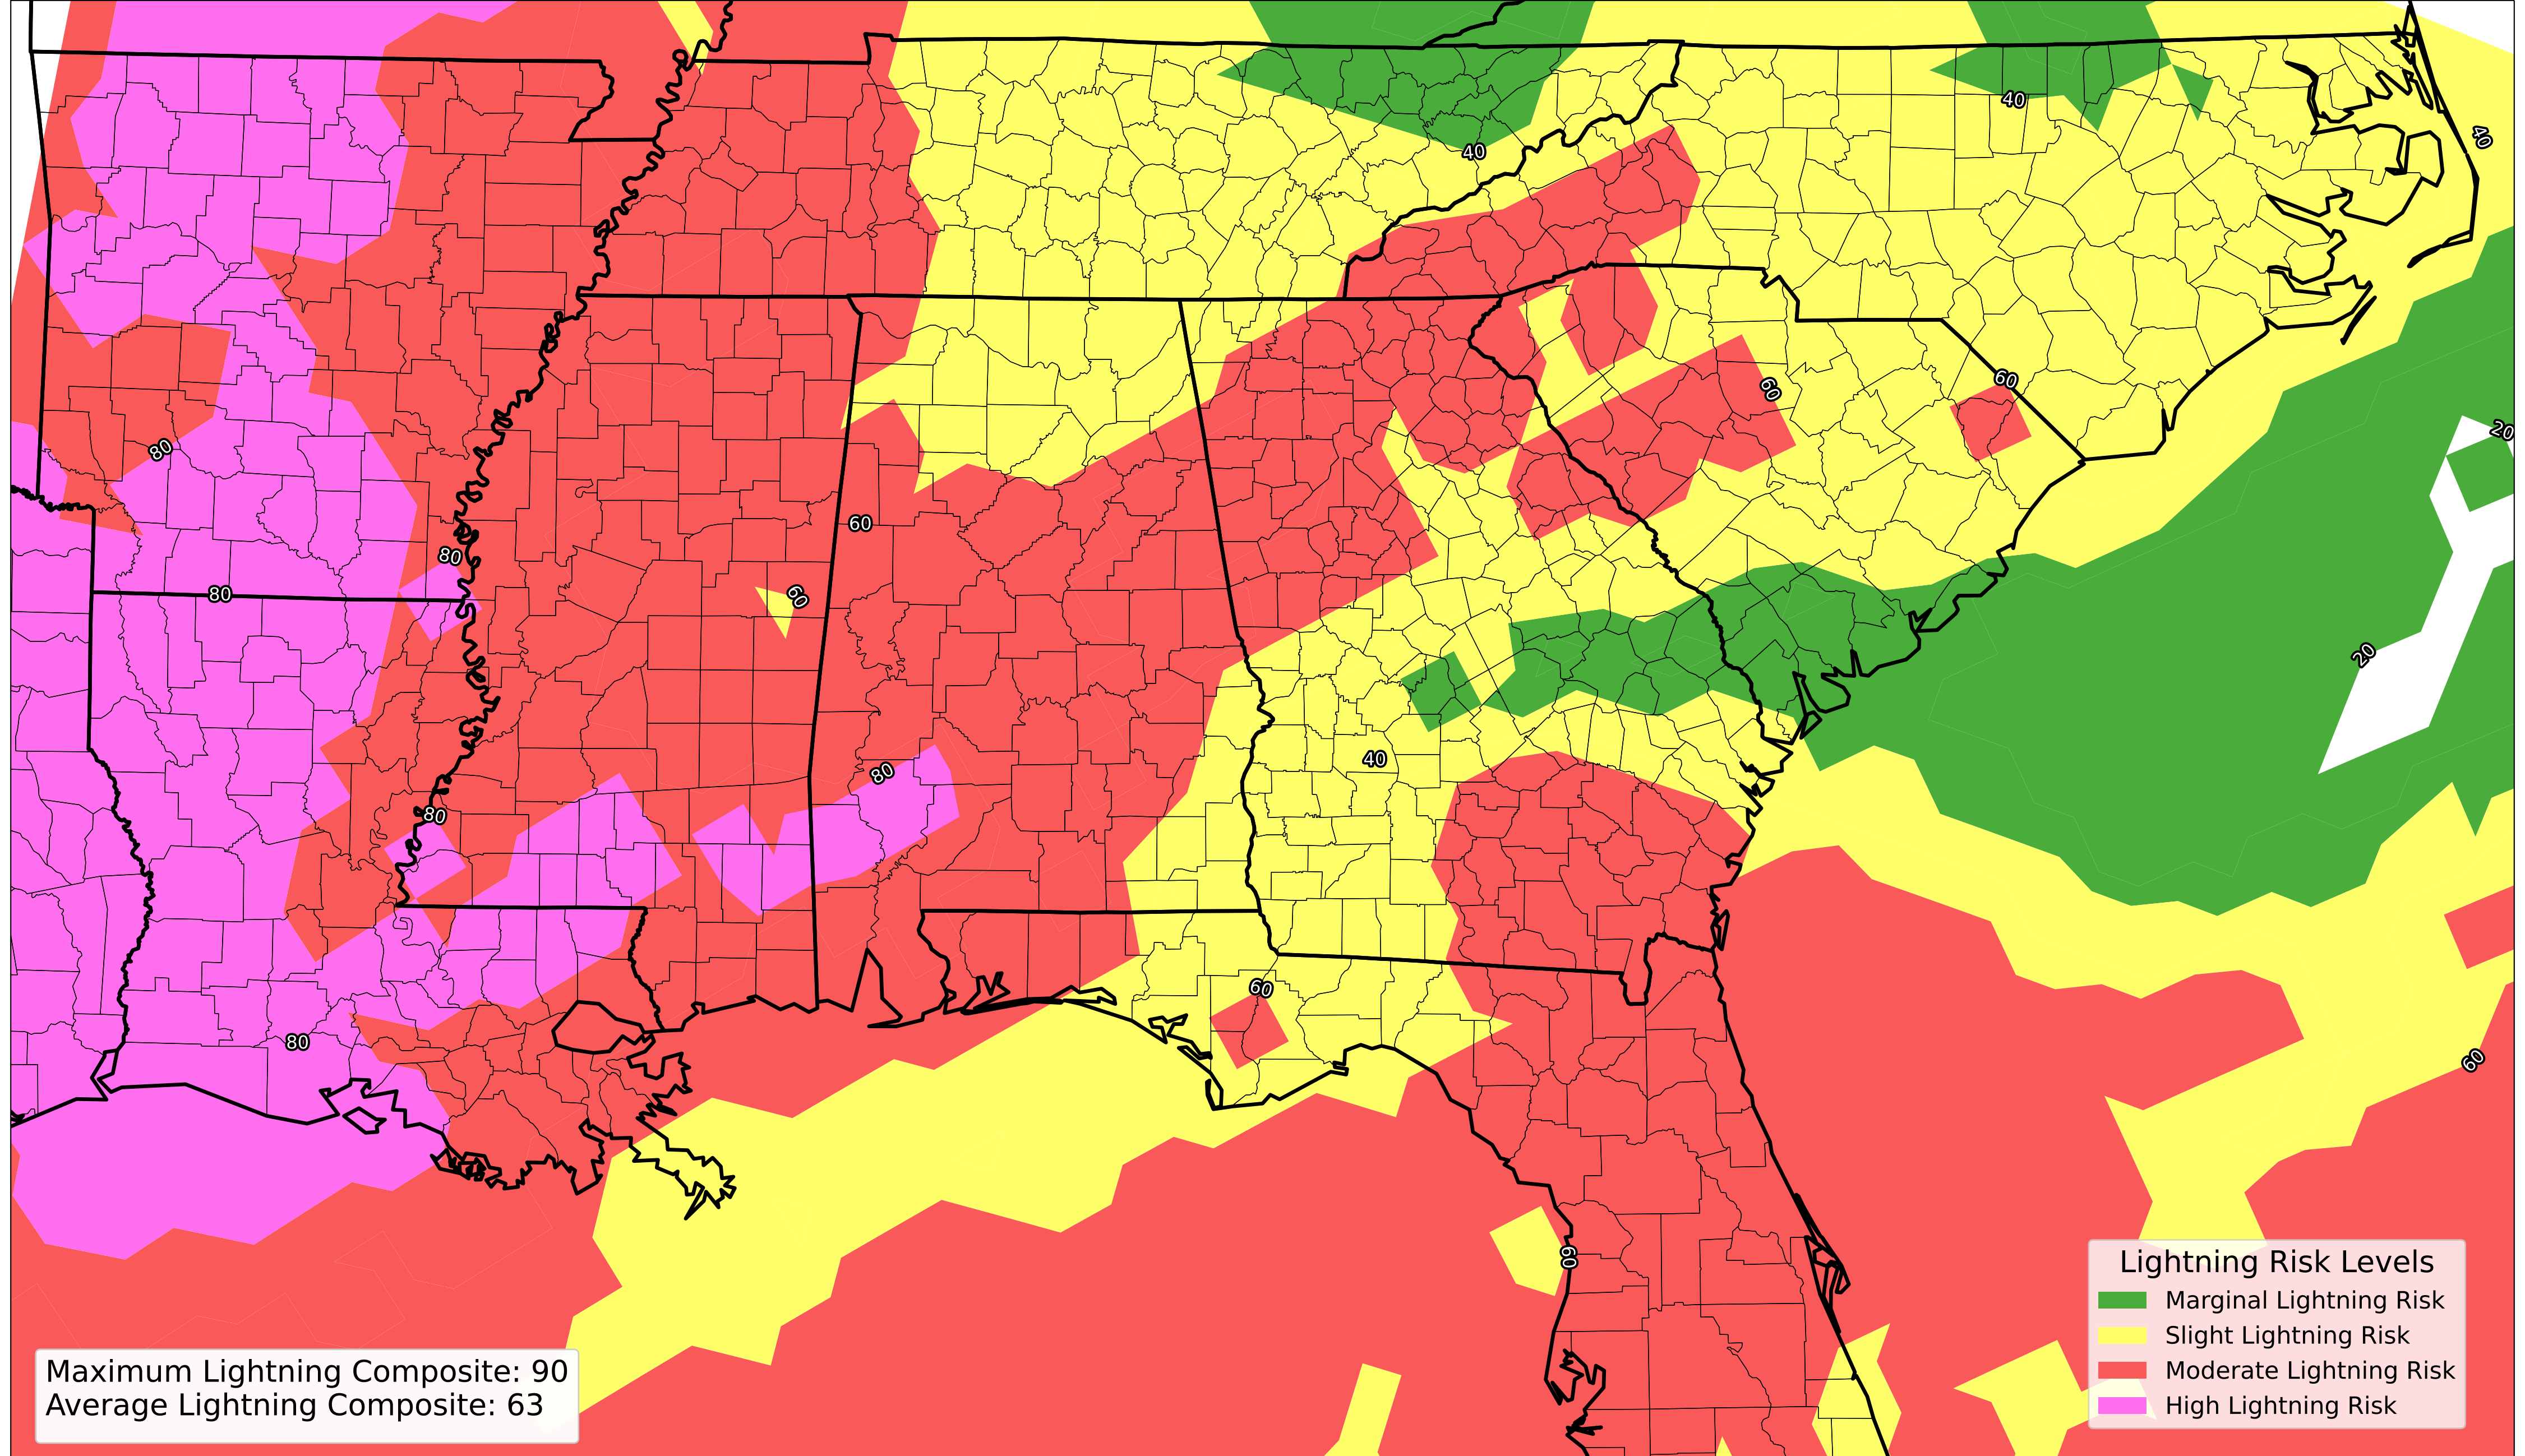 40
40
40
60
60
20
80
60
80
80
60
20
40
80
80
60
80
60
60
Lightning Risk Levels
Marginal Lightning Risk
Slight Lightning Risk
Moderate Lightning Risk
High Lightning Risk
Maximum Lightning Composite: 90
Average Lightning Composite: 63